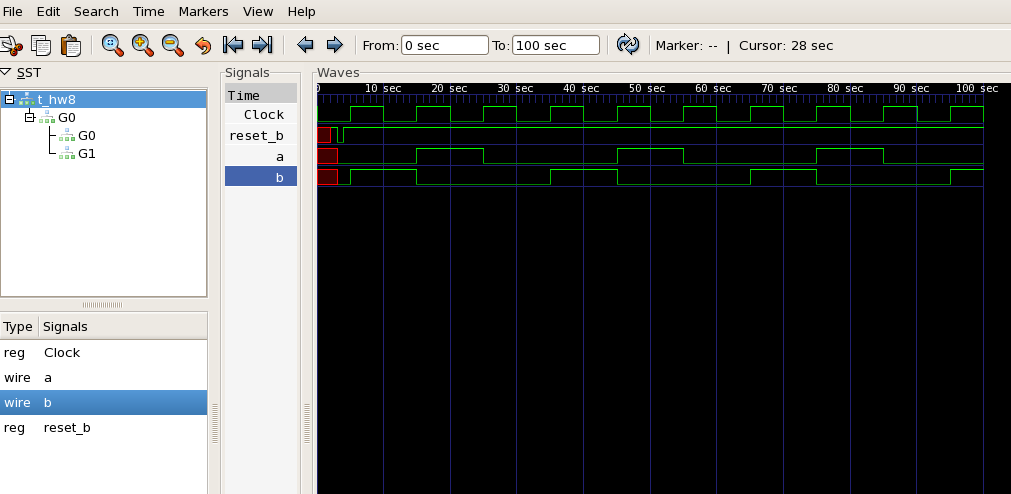 File Edit Search Time Markers View Help
From: 0 sec To: 100 sec Marker: -- | Cursor: 28 sec
SST
t_hw8
G0
G0
G1
Type Signals
reg Clock
wire a
wire b
reg reset_b
Signals
Time
Clock
reset_b
a
b
Waves
0 10 sec 20 sec 30 sec 40 sec 50 sec 60 sec 70 sec 80 sec 90 sec 100 sec